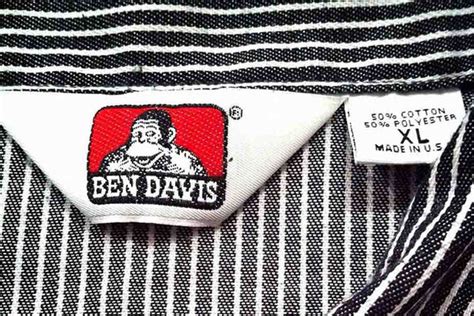 ®
BEN DAVIS
50% COTTON
50% POLYESTER
XL
MADE IN U.S